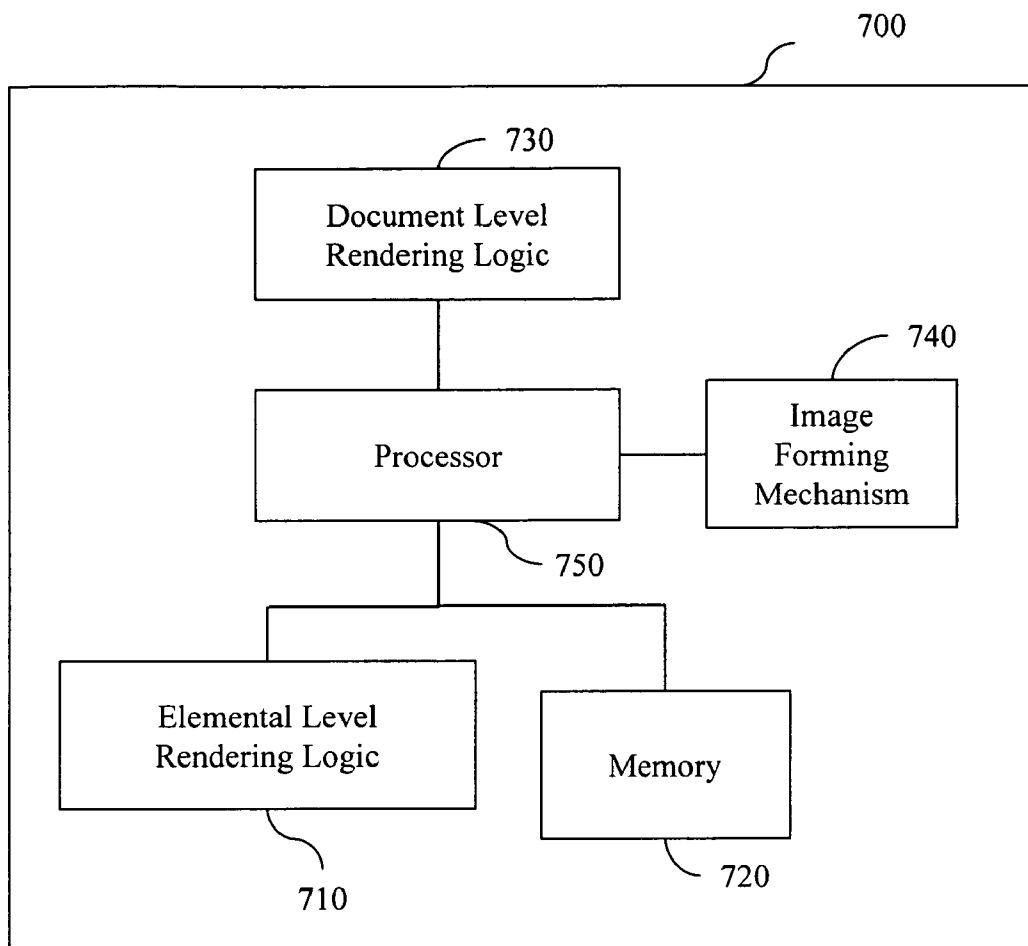 700
730
Document Level
Rendering Logic
740
Processor
Image
Forming
Mechanism
750
Elemental Level
Rendering Logic
Memory
710
720